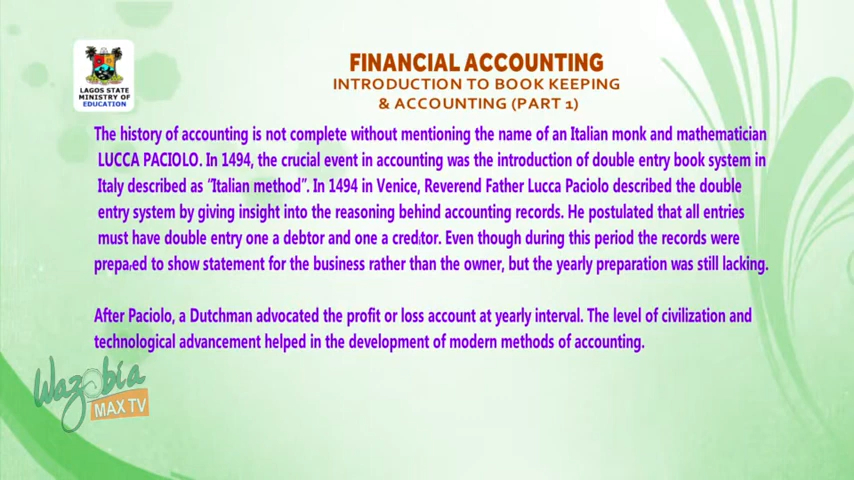 LAGOS STATE
MINISTRY OF
EDUCATION
FINANCIAL ACCOUNTING
INTRODUCTION TO BOOK KEEPING
& ACCOUNTING (PART 1)
The history of accounting is not complete without mentioning the name of an Italian monk and mathematician
LUCCA PACIOLO. In 1494, the crucial event in accounting was the introduction of double entry book system in
Italy described as “Italian method”. In 1494 in Venice, Reverend Father Lucca Paciolo described the double
entry system by giving insight into the reasoning behind accounting records. He postulated that all entries
must have double entry one a debtor and one a creditor. Even though during this period the records were
prepared to show statement for the business rather than the owner, but the yearly preparation was still lacking.
After Paciolo, a Dutchman advocated the profit or loss account at yearly interval. The level of civilization and
technological advancement helped in the development of modern methods of accounting.
Wazobia
MAX TV